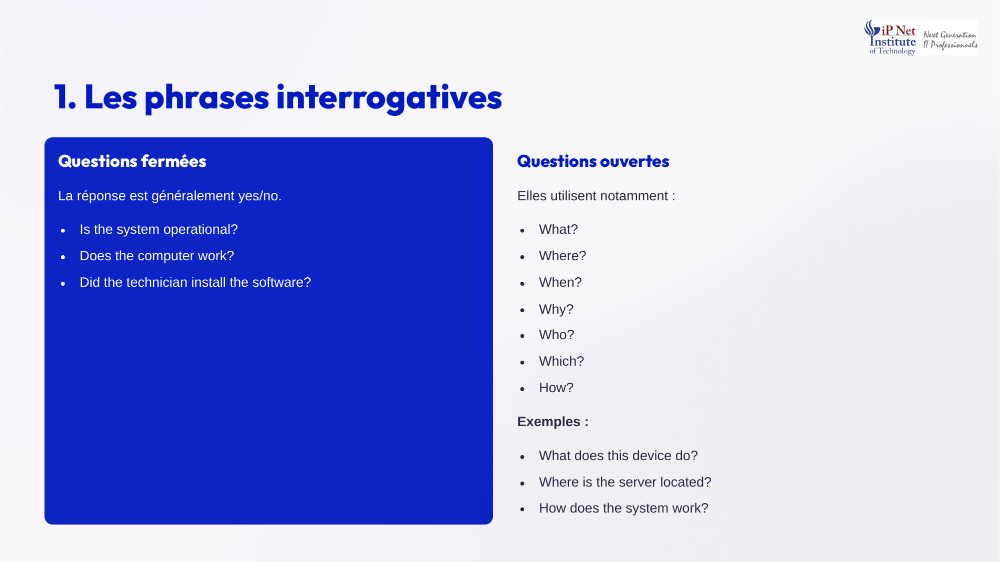 iP Net
Institute
of Technology
Next Generation
IT Professionnels
1. Les phrases interrogatives
Questions fermées
La réponse est généralement yes/no.
• Is the system operational?
• Does the computer work?
• Did the technician install the software?
Questions ouvertes
Elles utilisent notamment :
• What?
• Where?
• When?
• Why?
• Who?
• Which?
• How?
Exemples :
• What does this device do?
• Where is the server located?
• How does the system work?